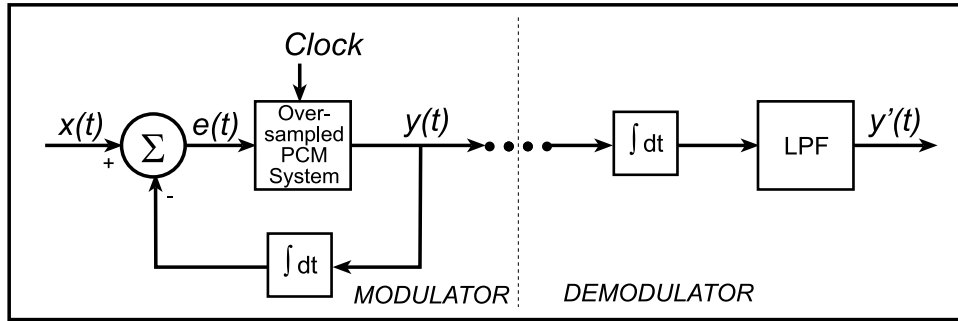 Clock
x(t)
+
-
Σ
e(t)
Over-
sampled
PCM
System
y(t)
∫ dt
MODULATOR
∫ dt
LPF
y'(t)
DEMODULATOR